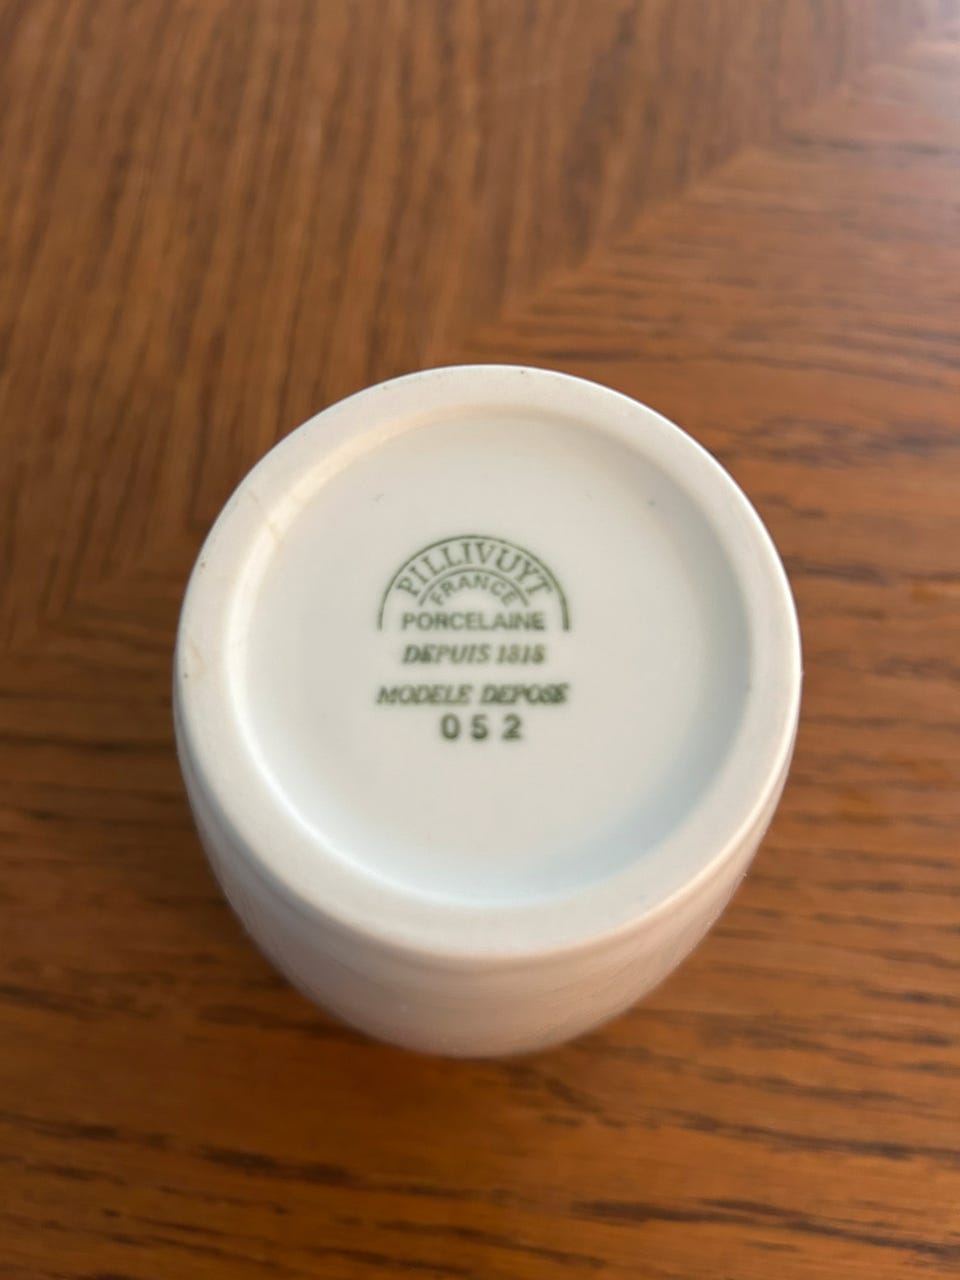 PILLIVUYT
FRANCE
PORCELAINE
DEPUIS 1818
MODELE DEPOSE
052